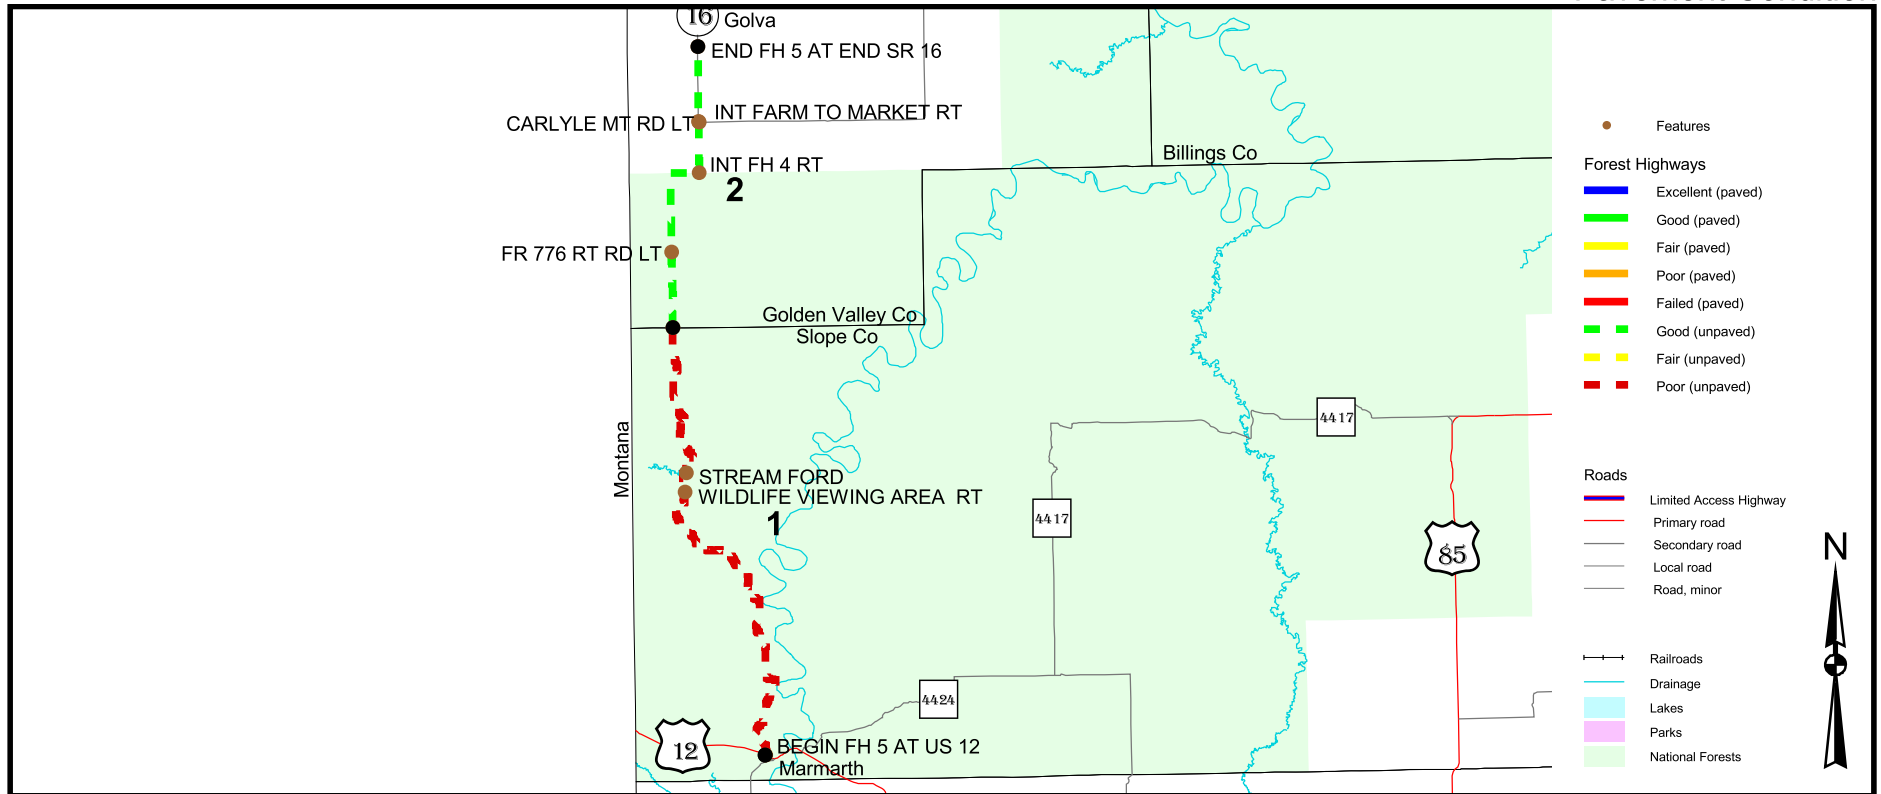 16
Golva
END FH 5 AT END SR 16
INT FARM TO MARKET RT
CARLYLE MT RD LT
INT FH 4 RT
2
Billings Co
FR 776 RT RD LT
Golden Valley Co
Slope Co
4417
Montana
STREAM FORD
WILDLIFE VIEWING AREA  RT
1
4417
85
4424
12
BEGIN FH 5 AT US 12
Marmarth
Features
Forest Highways
Excellent (paved)
Good (paved)
Fair (paved)
Poor (paved)
Failed (paved)
Good (unpaved)
Fair (unpaved)
Poor (unpaved)
Roads
Limited Access Highway
Primary road
Secondary road
Local road
Road, minor
N
Railroads
Drainage
Lakes
Parks
National Forests